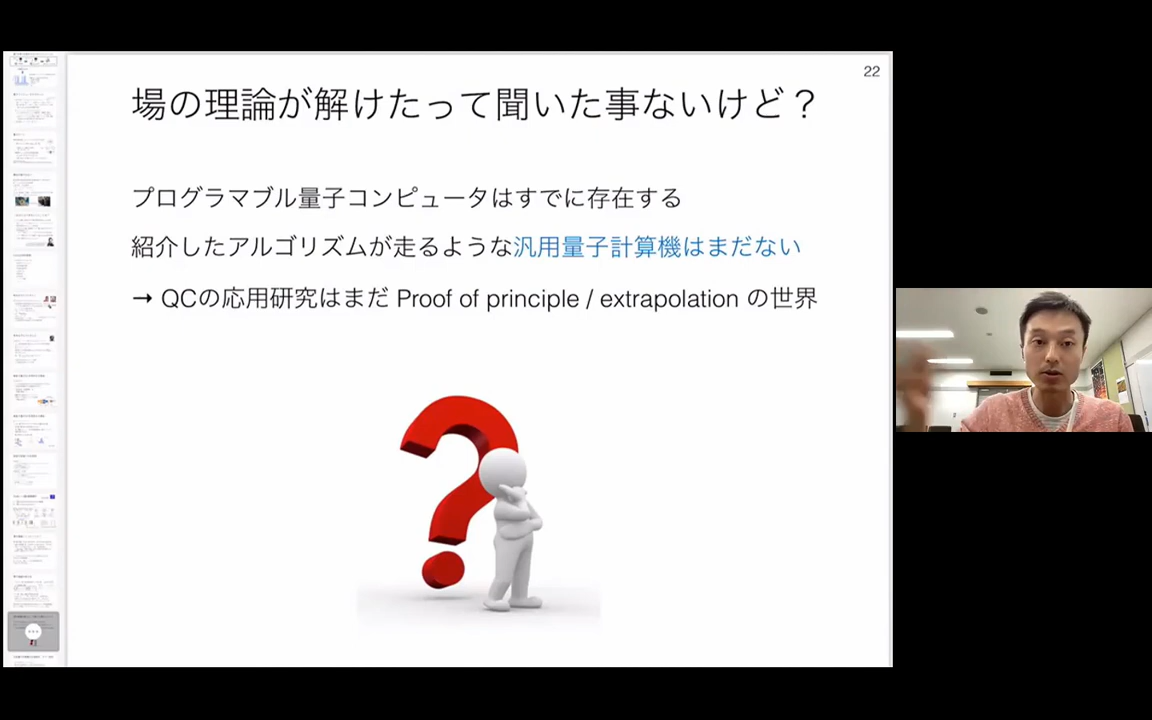 22
場の理論が解けたって聞いた事ないけど？
プログラマブル量子コンピュータはすでに存在する
紹介したアルゴリズムが走るような汎用量子計算機はまだない
→ QCの応用研究はまだ Proof of principle / extrapolation の世界